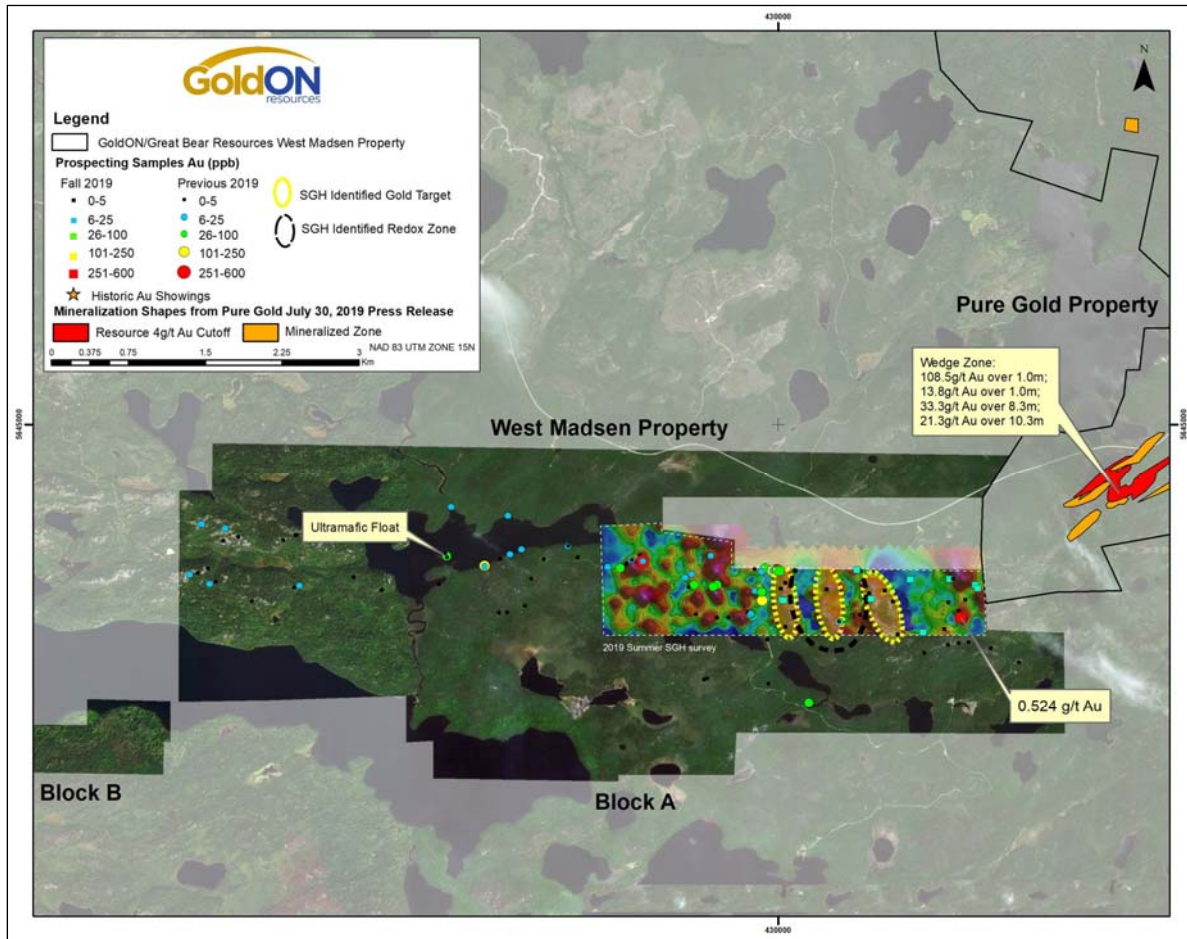 430000
GoldON
resources
N
Legend
GoldON/Great Bear Resources West Madsen Property
Prospecting Samples Au (ppb)
Fall 2019
Previous 2019
0-5
0-5
6-25
6-25
26-100
26-100
101-250
101-250
251-600
251-600
SGH Identified Gold Target
SGH Identified Redox Zone
Historic Au Showings
Mineralization Shapes from Pure Gold July 30, 2019 Press Release
Resource 4g/t Au Cutoff
Mineralized Zone
NAD 83 UTM ZONE 15N
0 0.375 0.75 1.5 2.25 3
Km
Pure Gold Property
Wedge Zone:
108.5g/t Au over 1.0m;
13.8g/t Au over 1.0m;
33.3g/t Au over 8.3m;
21.3g/t Au over 10.3m
5645000
5645000
West Madsen Property
Ultramafic Float
2019 Summer SGH survey
0.524 g/t Au
Block B
Block A
430000